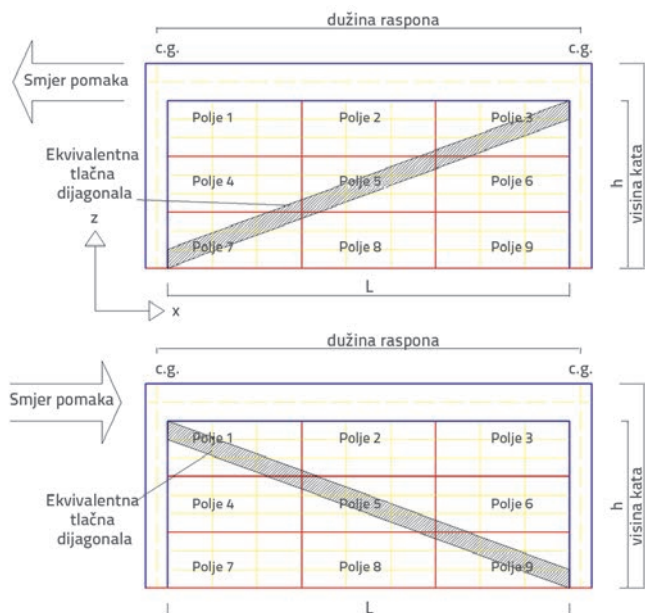 dužina raspona
c.g.
c.g.
Smjer pomaka
Polje 1
Polje 2
Polje 3
Ekvivalentna
tlačna
dijagonala
Polje 4
Polje 5
Polje 6
h
visina kata
z
Polje 7
Polje 8
Polje 9
L
x
dužina raspona
c.g.
c.g.
Smjer pomaka
Polje 1
Polje 2
Polje 3
Ekvivalentna
tlačna
dijagonala
Polje 4
Polje 5
Polje 6
h
visina kata
Polje 7
Polje 8
Polje 9
L